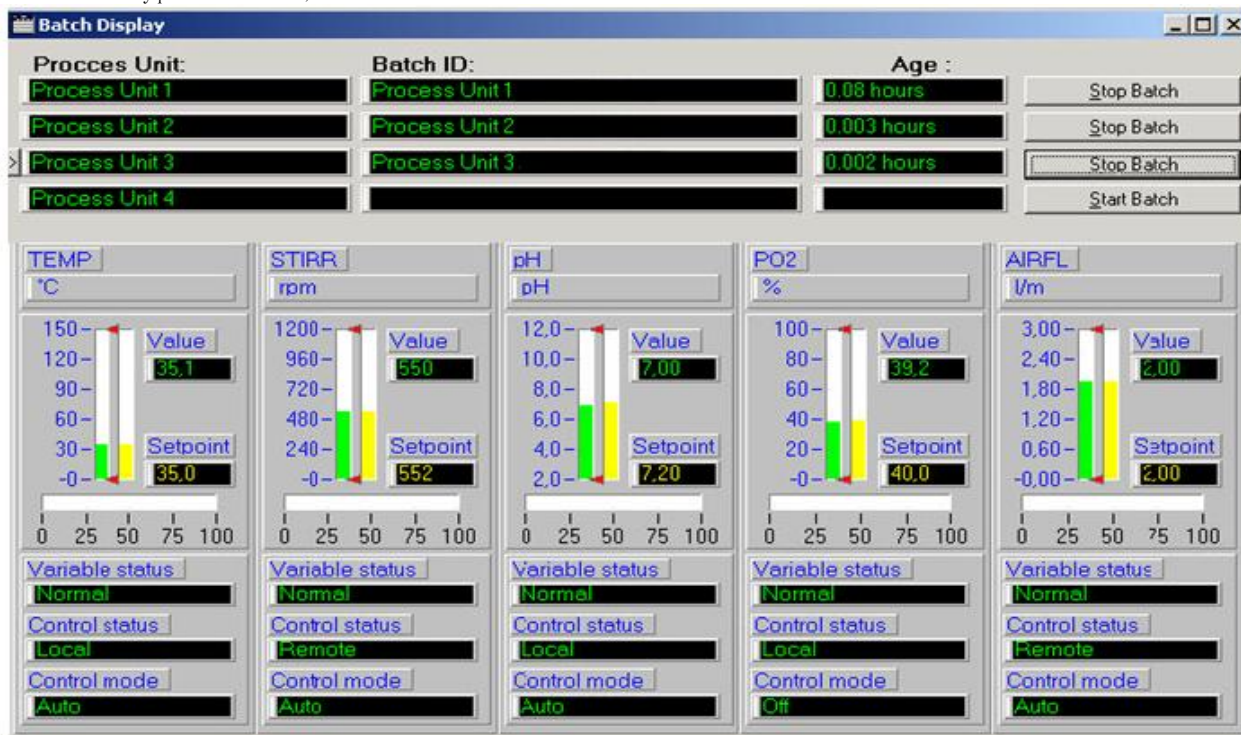 Batch Display
Procces Unit: Batch ID: Age :
Process Unit 1 Process Unit 1 0.08 hours Stop Batch
Process Unit 2 Process Unit 2 0.003 hours Stop Batch
> Process Unit 3 Process Unit 3 0.002 hours Stop Batch
Process Unit 4 Start Batch
TEMP STIRR pH PO2 AIRFL
°C rpm pH % l/m
150 1200 12,0 100 3,00
Value Value Value Value Value
120 960 10,0 80 2,40
35,1 550 7,00 39,2 2,00
90 720 8,0 60 1,80
60 480 6,0 40 1,20
30 Setpoint 240 Setpoint 4,0 Setpoint 20 Setpoint 0,60 Setpoint
-0 35,0 -0 552 2,0 7,20 -0 40,0 -0,00 2,00
0 25 50 75 100 0 25 50 75 100 0 25 50 75 100 0 25 50 75 100 0 25 50 75 100
Variable status Variable status Variable status Variable status Variable status
Normal Normal Normal Normal Normal
Control status Control status Control status Control status Control status
Local Remote Local Local Remote
Control mode Control mode Control mode Control mode Control mode
Auto Auto Auto Off Auto